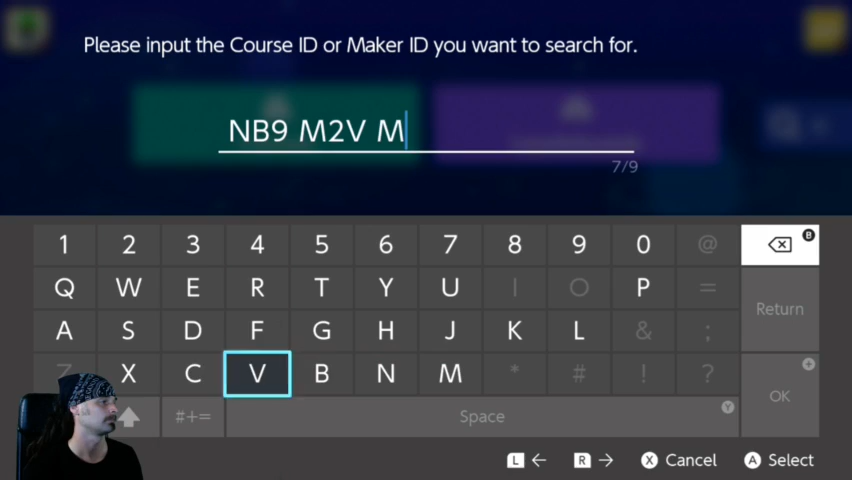 Please input the Course ID or Maker ID you want to search for.
NB9 M2V M
7/9
1 2 3 4 5 6 7 8 9 0 @ B
Q W E R T Y U I O P =
Return
A S D F G H J K L & ;
Z X C V B N M * # ! ?
+
OK
#+= Space Y
L ← R → X Cancel A Select